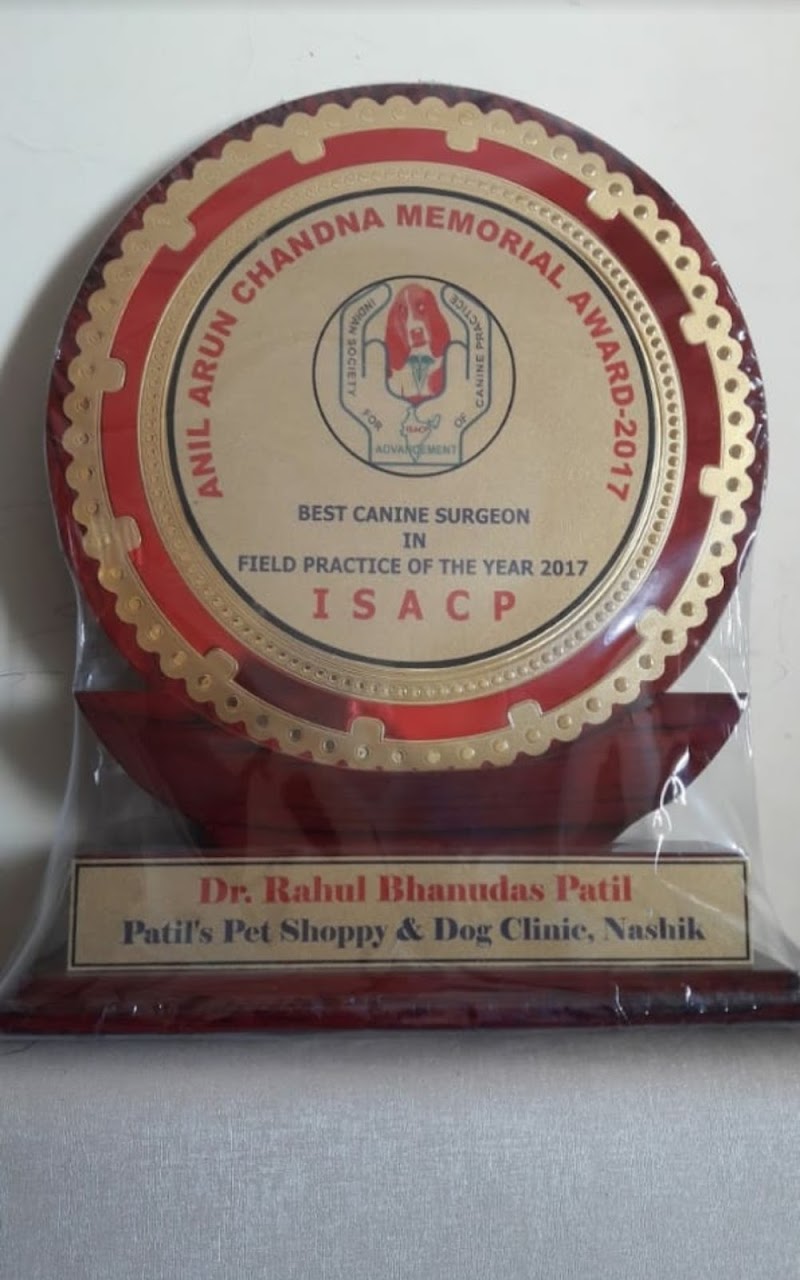 ANIL ARUN CHANDNA MEMORIAL AWARD-2017
INDIAN SOCIETY
FOR
ADVANCEMENT
OF
CANINE PRACTICE
ISACP
BEST CANINE SURGEON
IN
FIELD PRACTICE OF THE YEAR 2017
ISACP
Dr. Rahul Bhanudas Patil
Patil's Pet Shoppy & Dog Clinic, Nashik